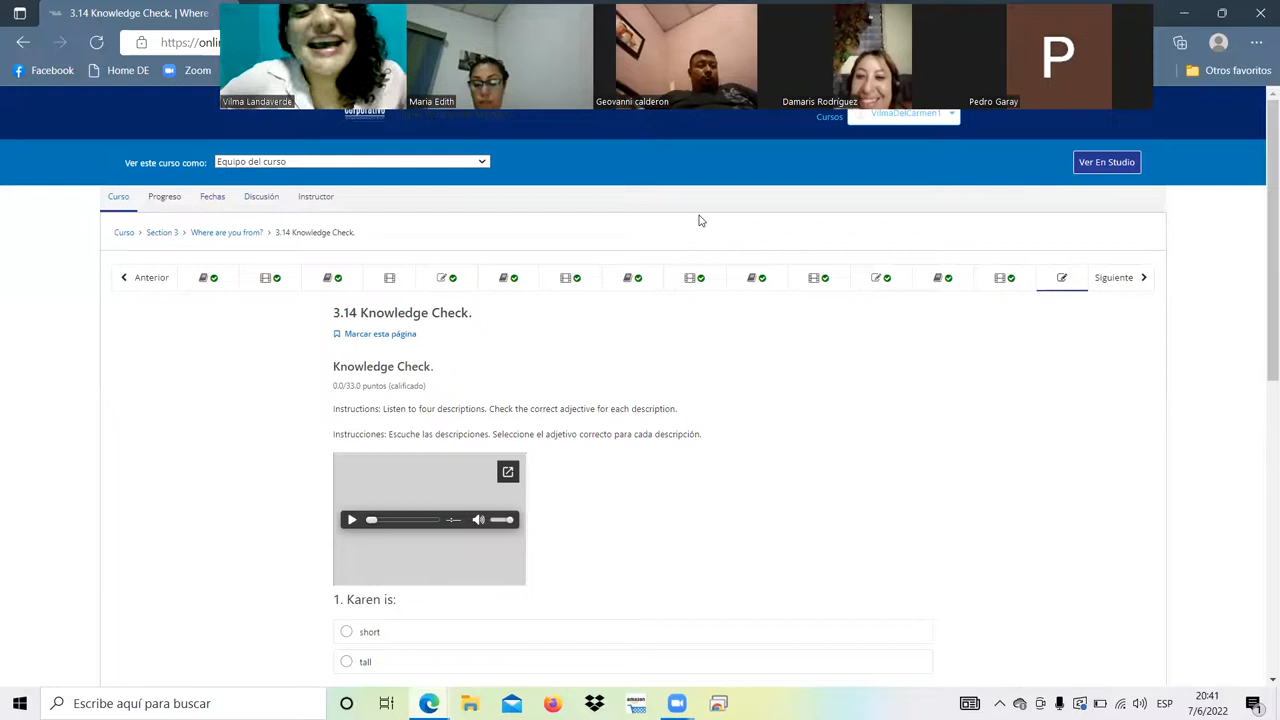 3.14 Knowledge Check. | Where
https://onli
Facebook
Home DE
Zoom
Otros favoritos
Vilma Landaverde
Maria Edith
Geovanni calderon
Damaris Rodríguez
P
Pedro Garay
corporativo
Cursos
VilmaDelCarmen1
Ver este curso como:
Equipo del curso
Ver En Studio
Curso
Progreso
Fechas
Discusión
Instructor
Curso > Section 3 > Where are you from? > 3.14 Knowledge Check.
Anterior
Siguiente
3.14 Knowledge Check.
Marcar esta página
Knowledge Check.
0.0/33.0 puntos (calificado)
Instructions: Listen to four descriptions. Check the correct adjective for each description.
Instrucciones: Escuche las descripciones. Seleccione el adjetivo correcto para cada descripción.
-:--
1. Karen is:
short
tall
Escribe aquí para buscar
amazon
ESP
20:41
7/6/2022
1